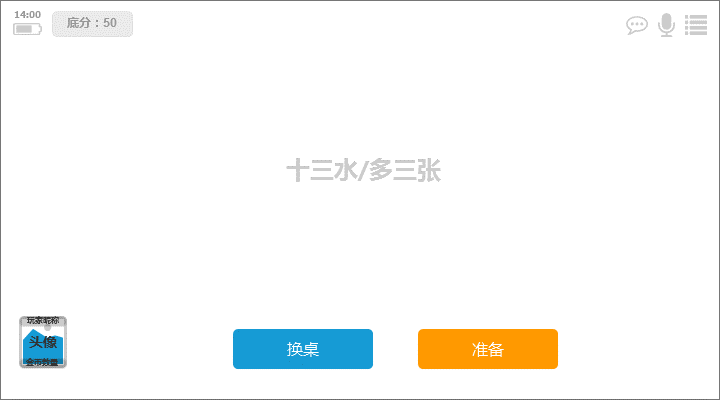 14:00
底分：50
十三水/多三张
玩家昵称
头像
金币数量
换桌
准备